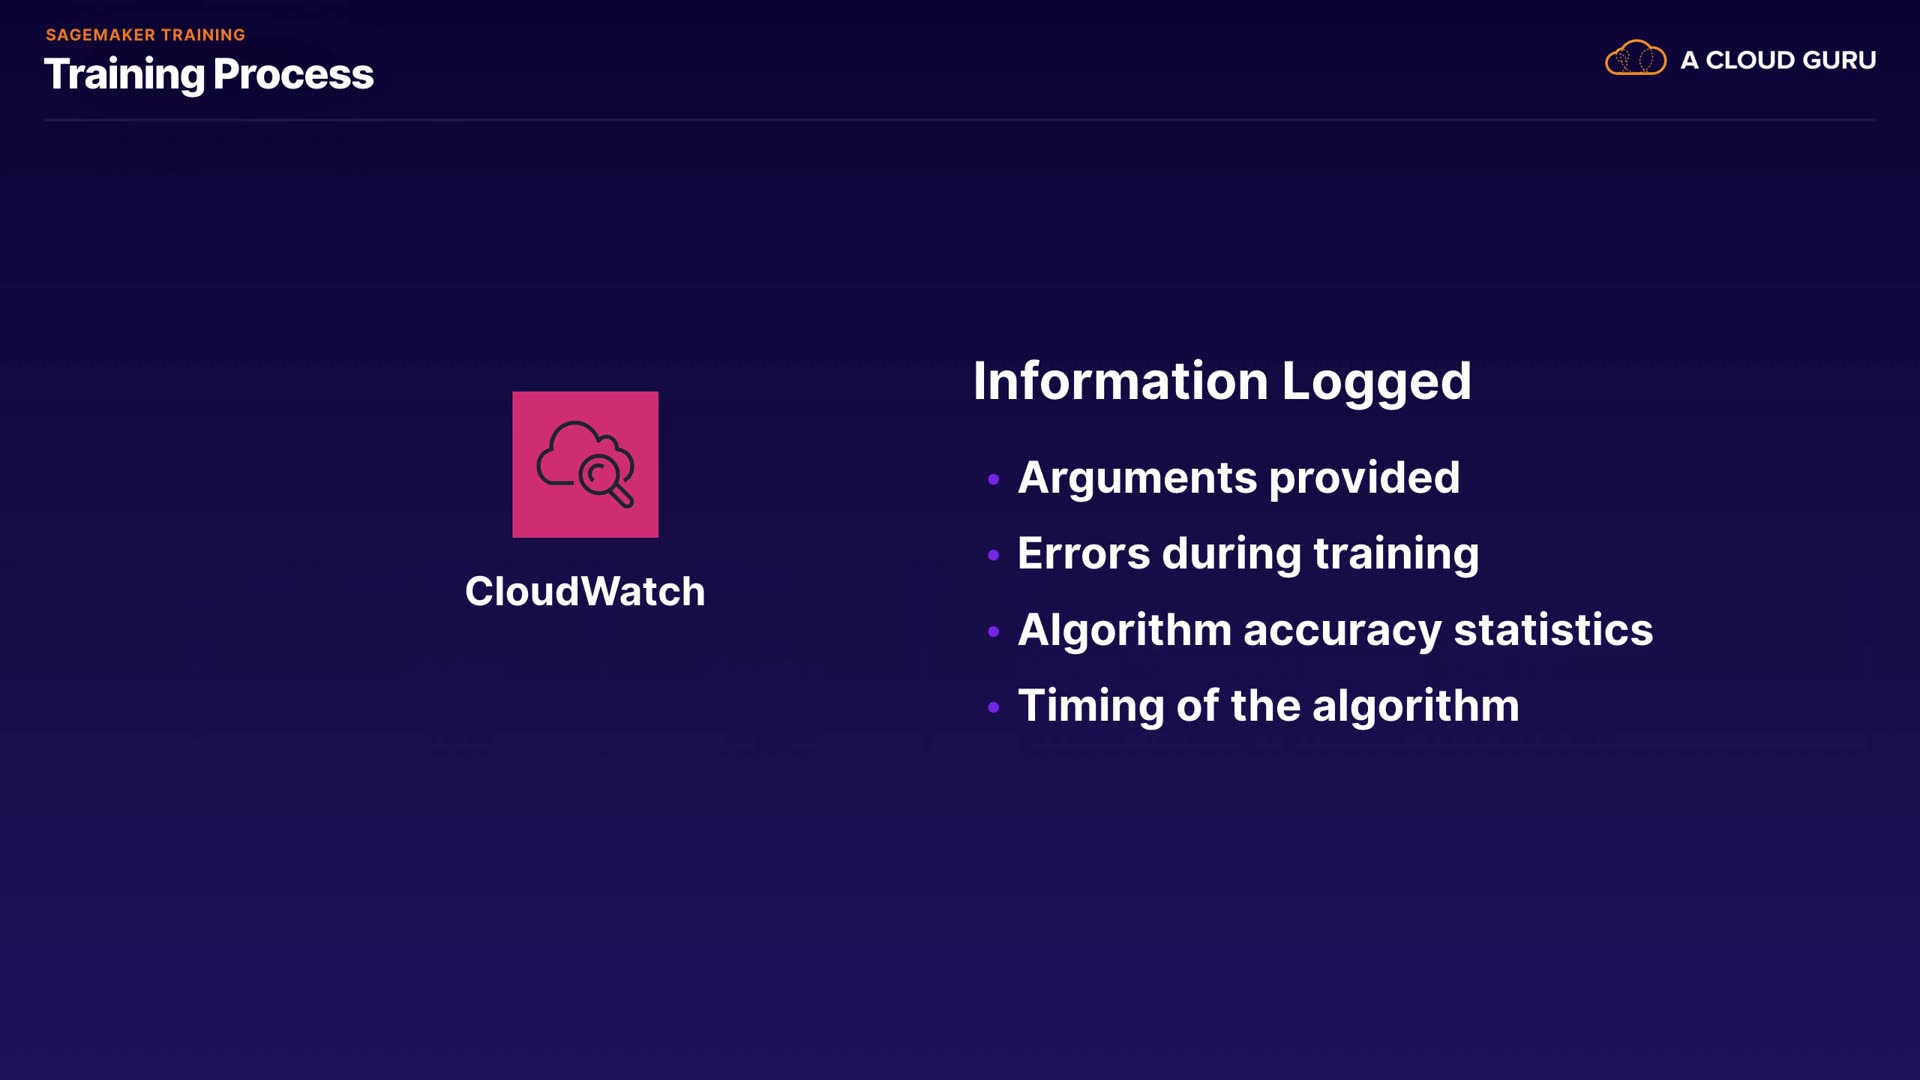 SAGEMAKER TRAINING
Training Process
A CLOUD GURU
CloudWatch
Information Logged
• Arguments provided
• Errors during training
• Algorithm accuracy statistics
• Timing of the algorithm